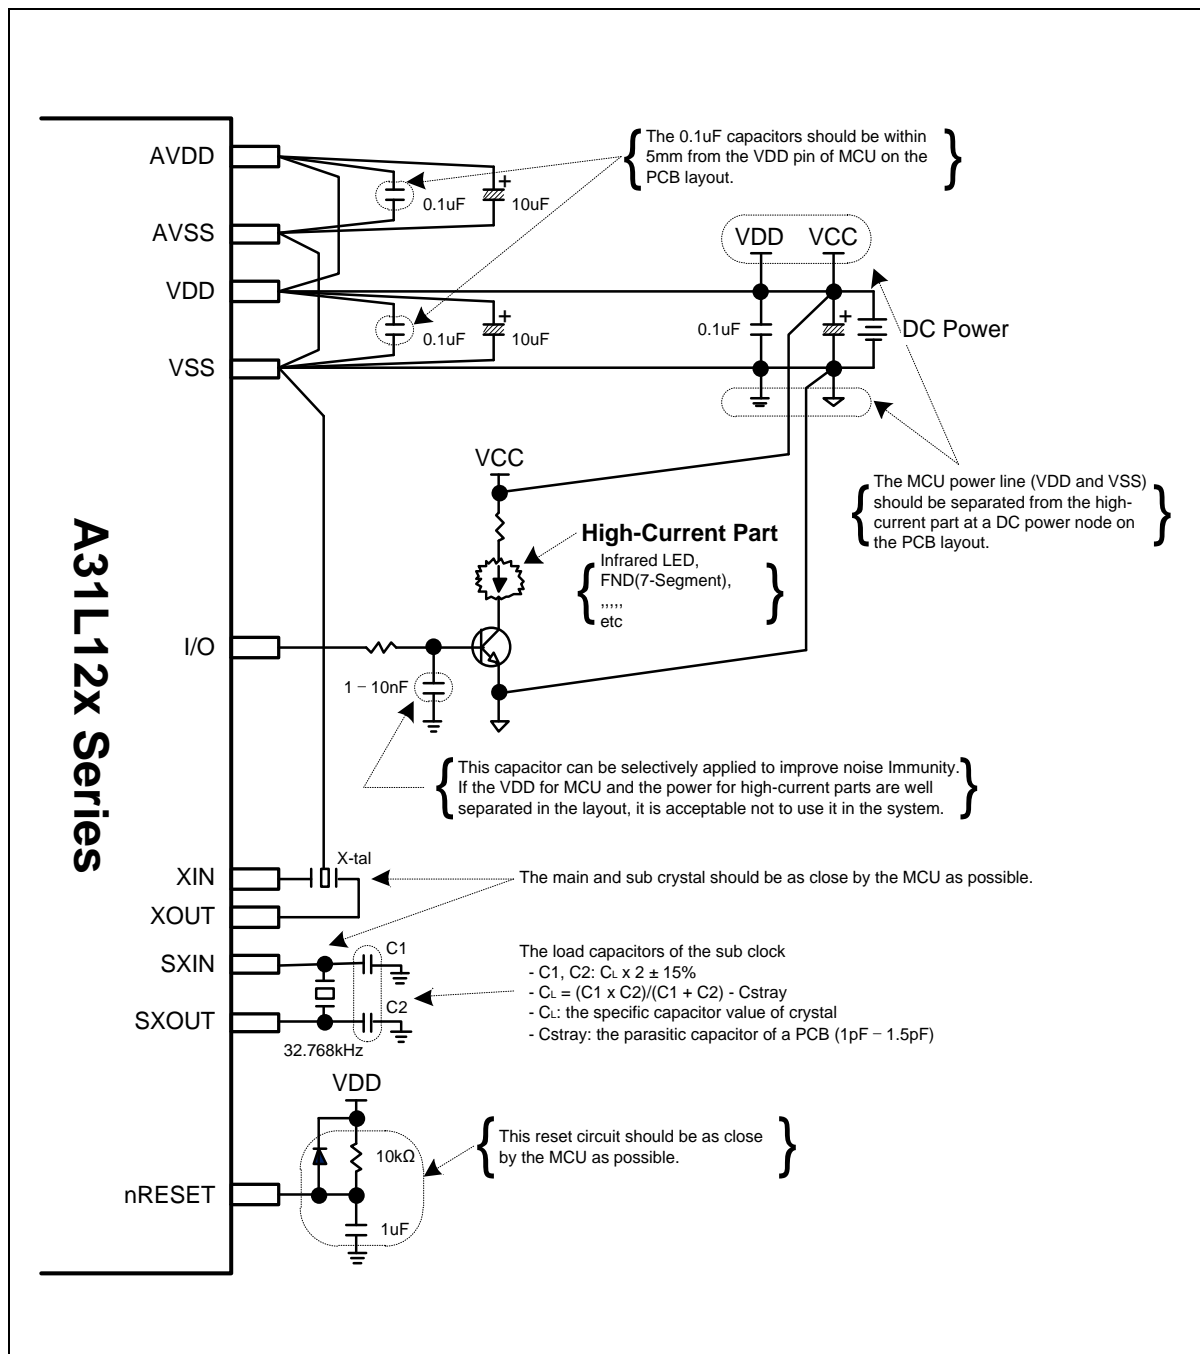 The 0.1uF capacitors should be within
5mm from the VDD pin of MCU on the
PCB layout.
AVDD
0.1uF
+
10uF
AVSS
VDD VCC
VDD
0.1uF
+
10uF
0.1uF
+
DC Power
VSS
VCC
The MCU power line (VDD and VSS)
should be separated from the high-
current part at a DC power node on
the PCB layout.
A31L12x Series
High-Current Part
Infrared LED,
FND(7-Segment),
,,,,,
etc
I/O
1 – 10nF
This capacitor can be selectively applied to improve noise Immunity.
If the VDD for MCU and the power for high-current parts are well
separated in the layout, it is acceptable not to use it in the system.
X-tal
XIN
The main and sub crystal should be as close by the MCU as possible.
XOUT
SXIN
C1
The load capacitors of the sub clock
- C1, C2: CL x 2 ± 15%
- CL = (C1 x C2)/(C1 + C2) - Cstray
- CL: the specific capacitor value of crystal
- Cstray: the parasitic capacitor of a PCB (1pF – 1.5pF)
C2
SXOUT
32.768kHz
VDD
This reset circuit should be as close
by the MCU as possible.
10kΩ
nRESET
1uF